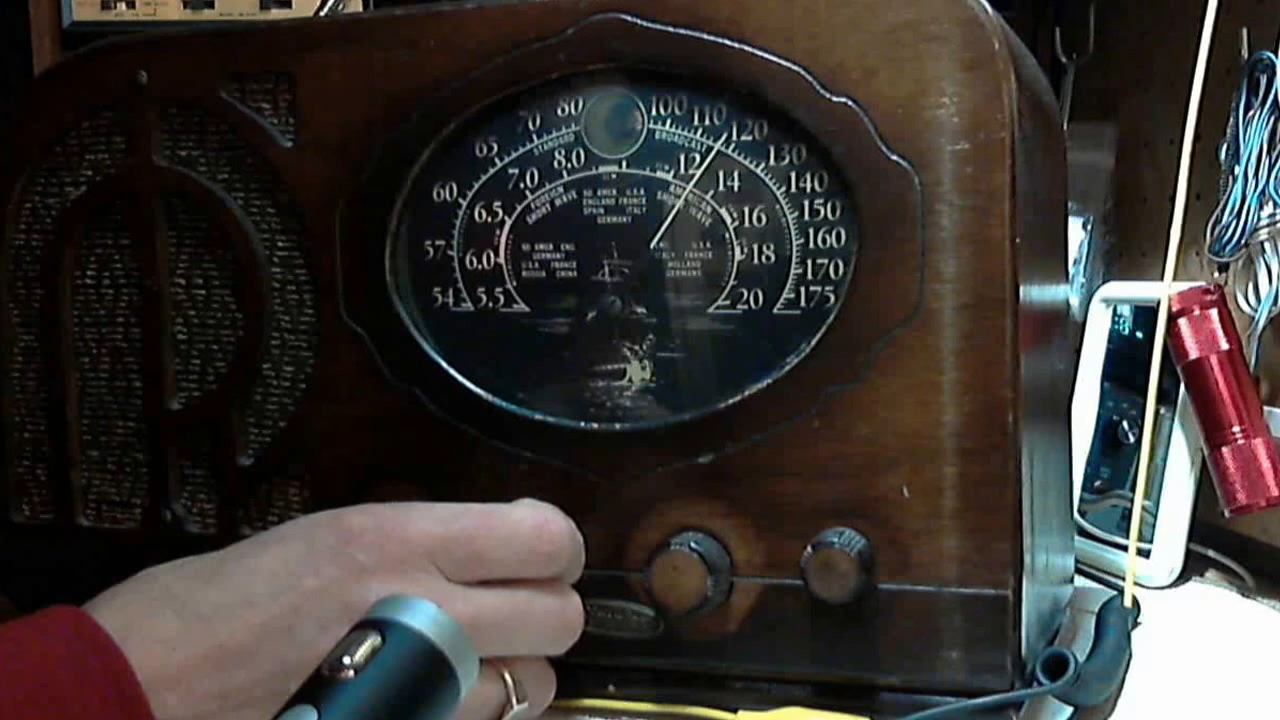 54 57 60 65 70 80 100 110 120 130 140 150 160 170 175
STANDARD BROADCAST
5.5 6.0 6.5 7.0 8.0 12 14 16 18 20
FOREIGN SHORT WAVE
AMERICAN SHORT WAVE
SO AMER U.S.A
ENGLAND FRANCE
SPAIN ITALY
GERMANY
SO AMER ENG
GERMANY
U.S.A FRANCE
RUSSIA CHINA
U.S.A
ITALY FRANCE
HOLLAND
GERMANY